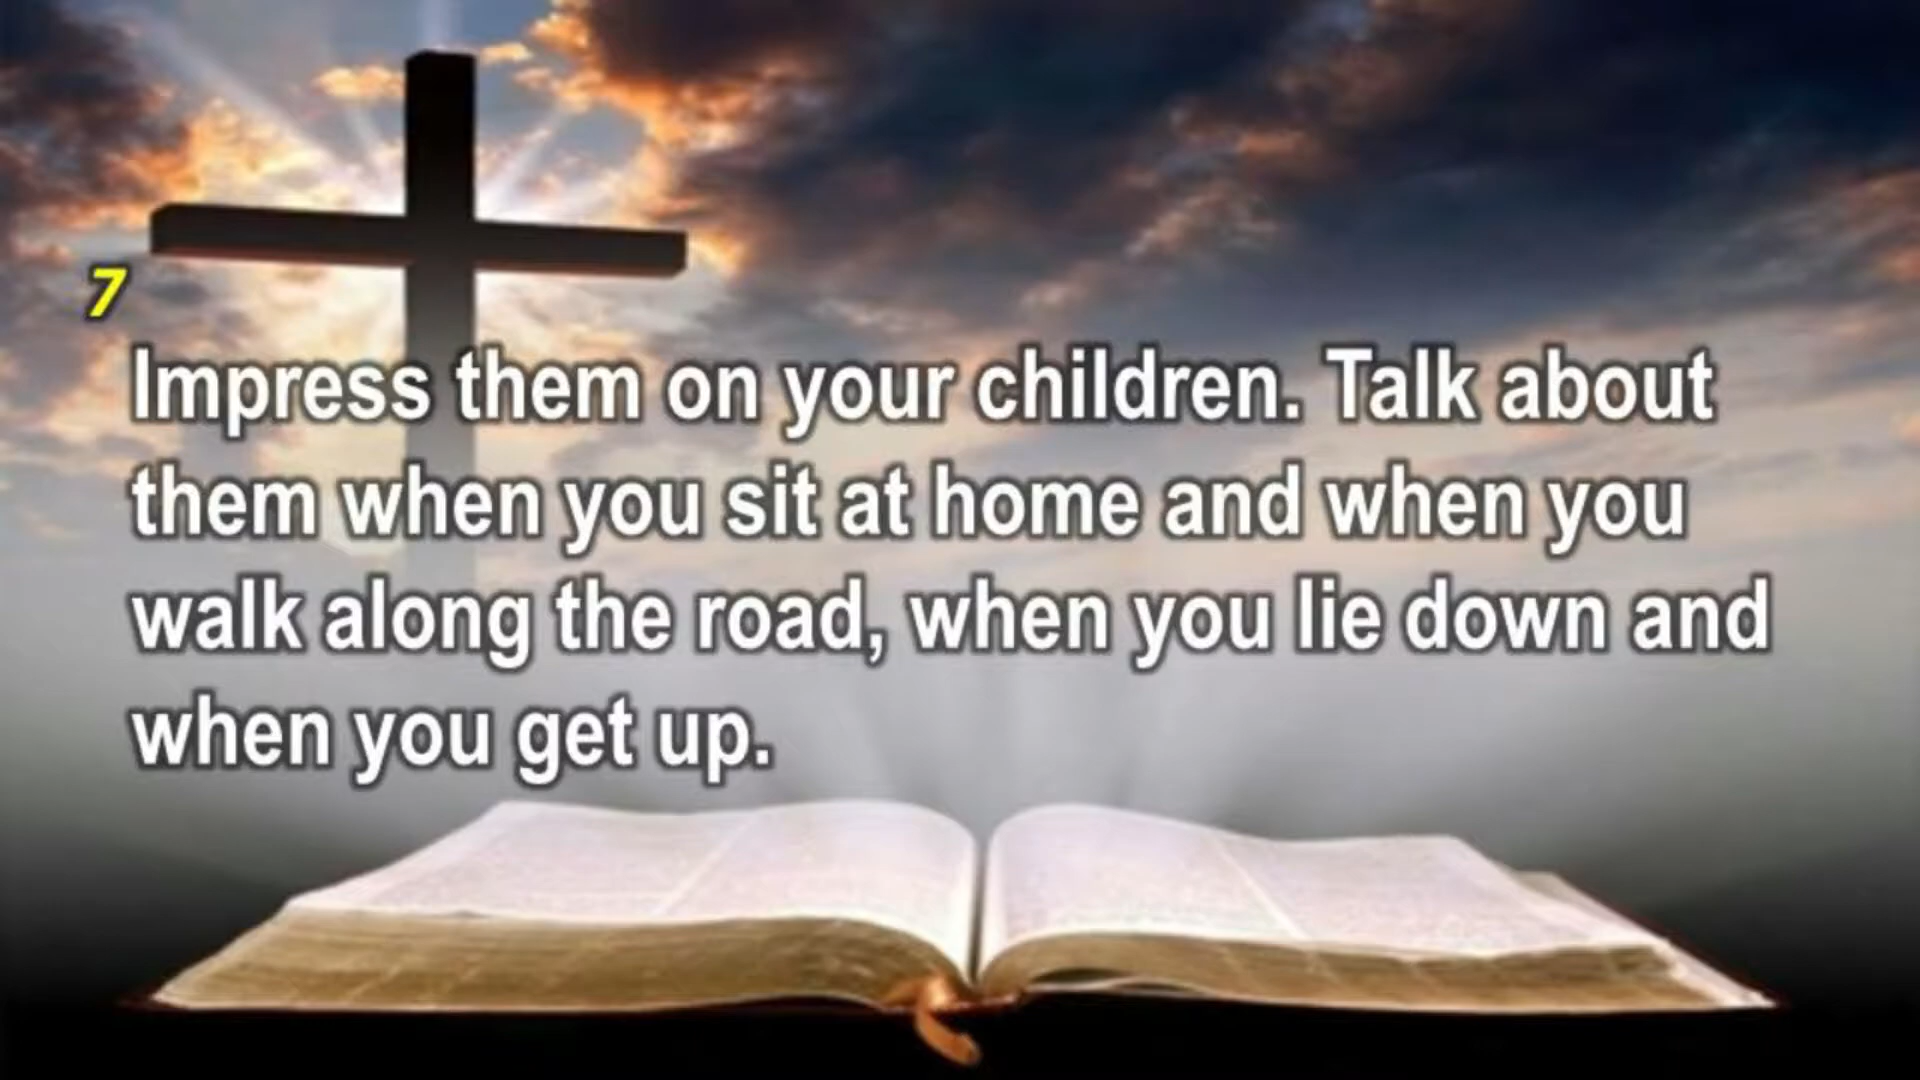 7
Impress them on your children. Talk about
them when you sit at home and when you
walk along the road, when you lie down and
when you get up.